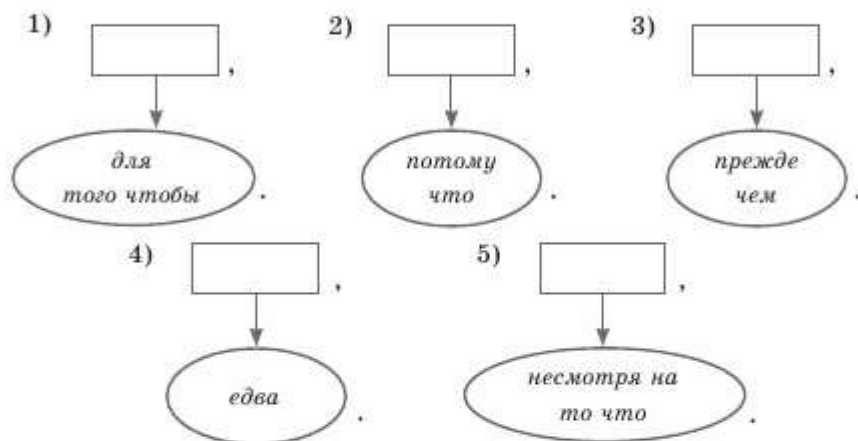 1) , 2) , 3) ,
для
того чтобы .
потому
что .
прежде
чем .
4) , 5) ,
едва .
несмотря на
то что .